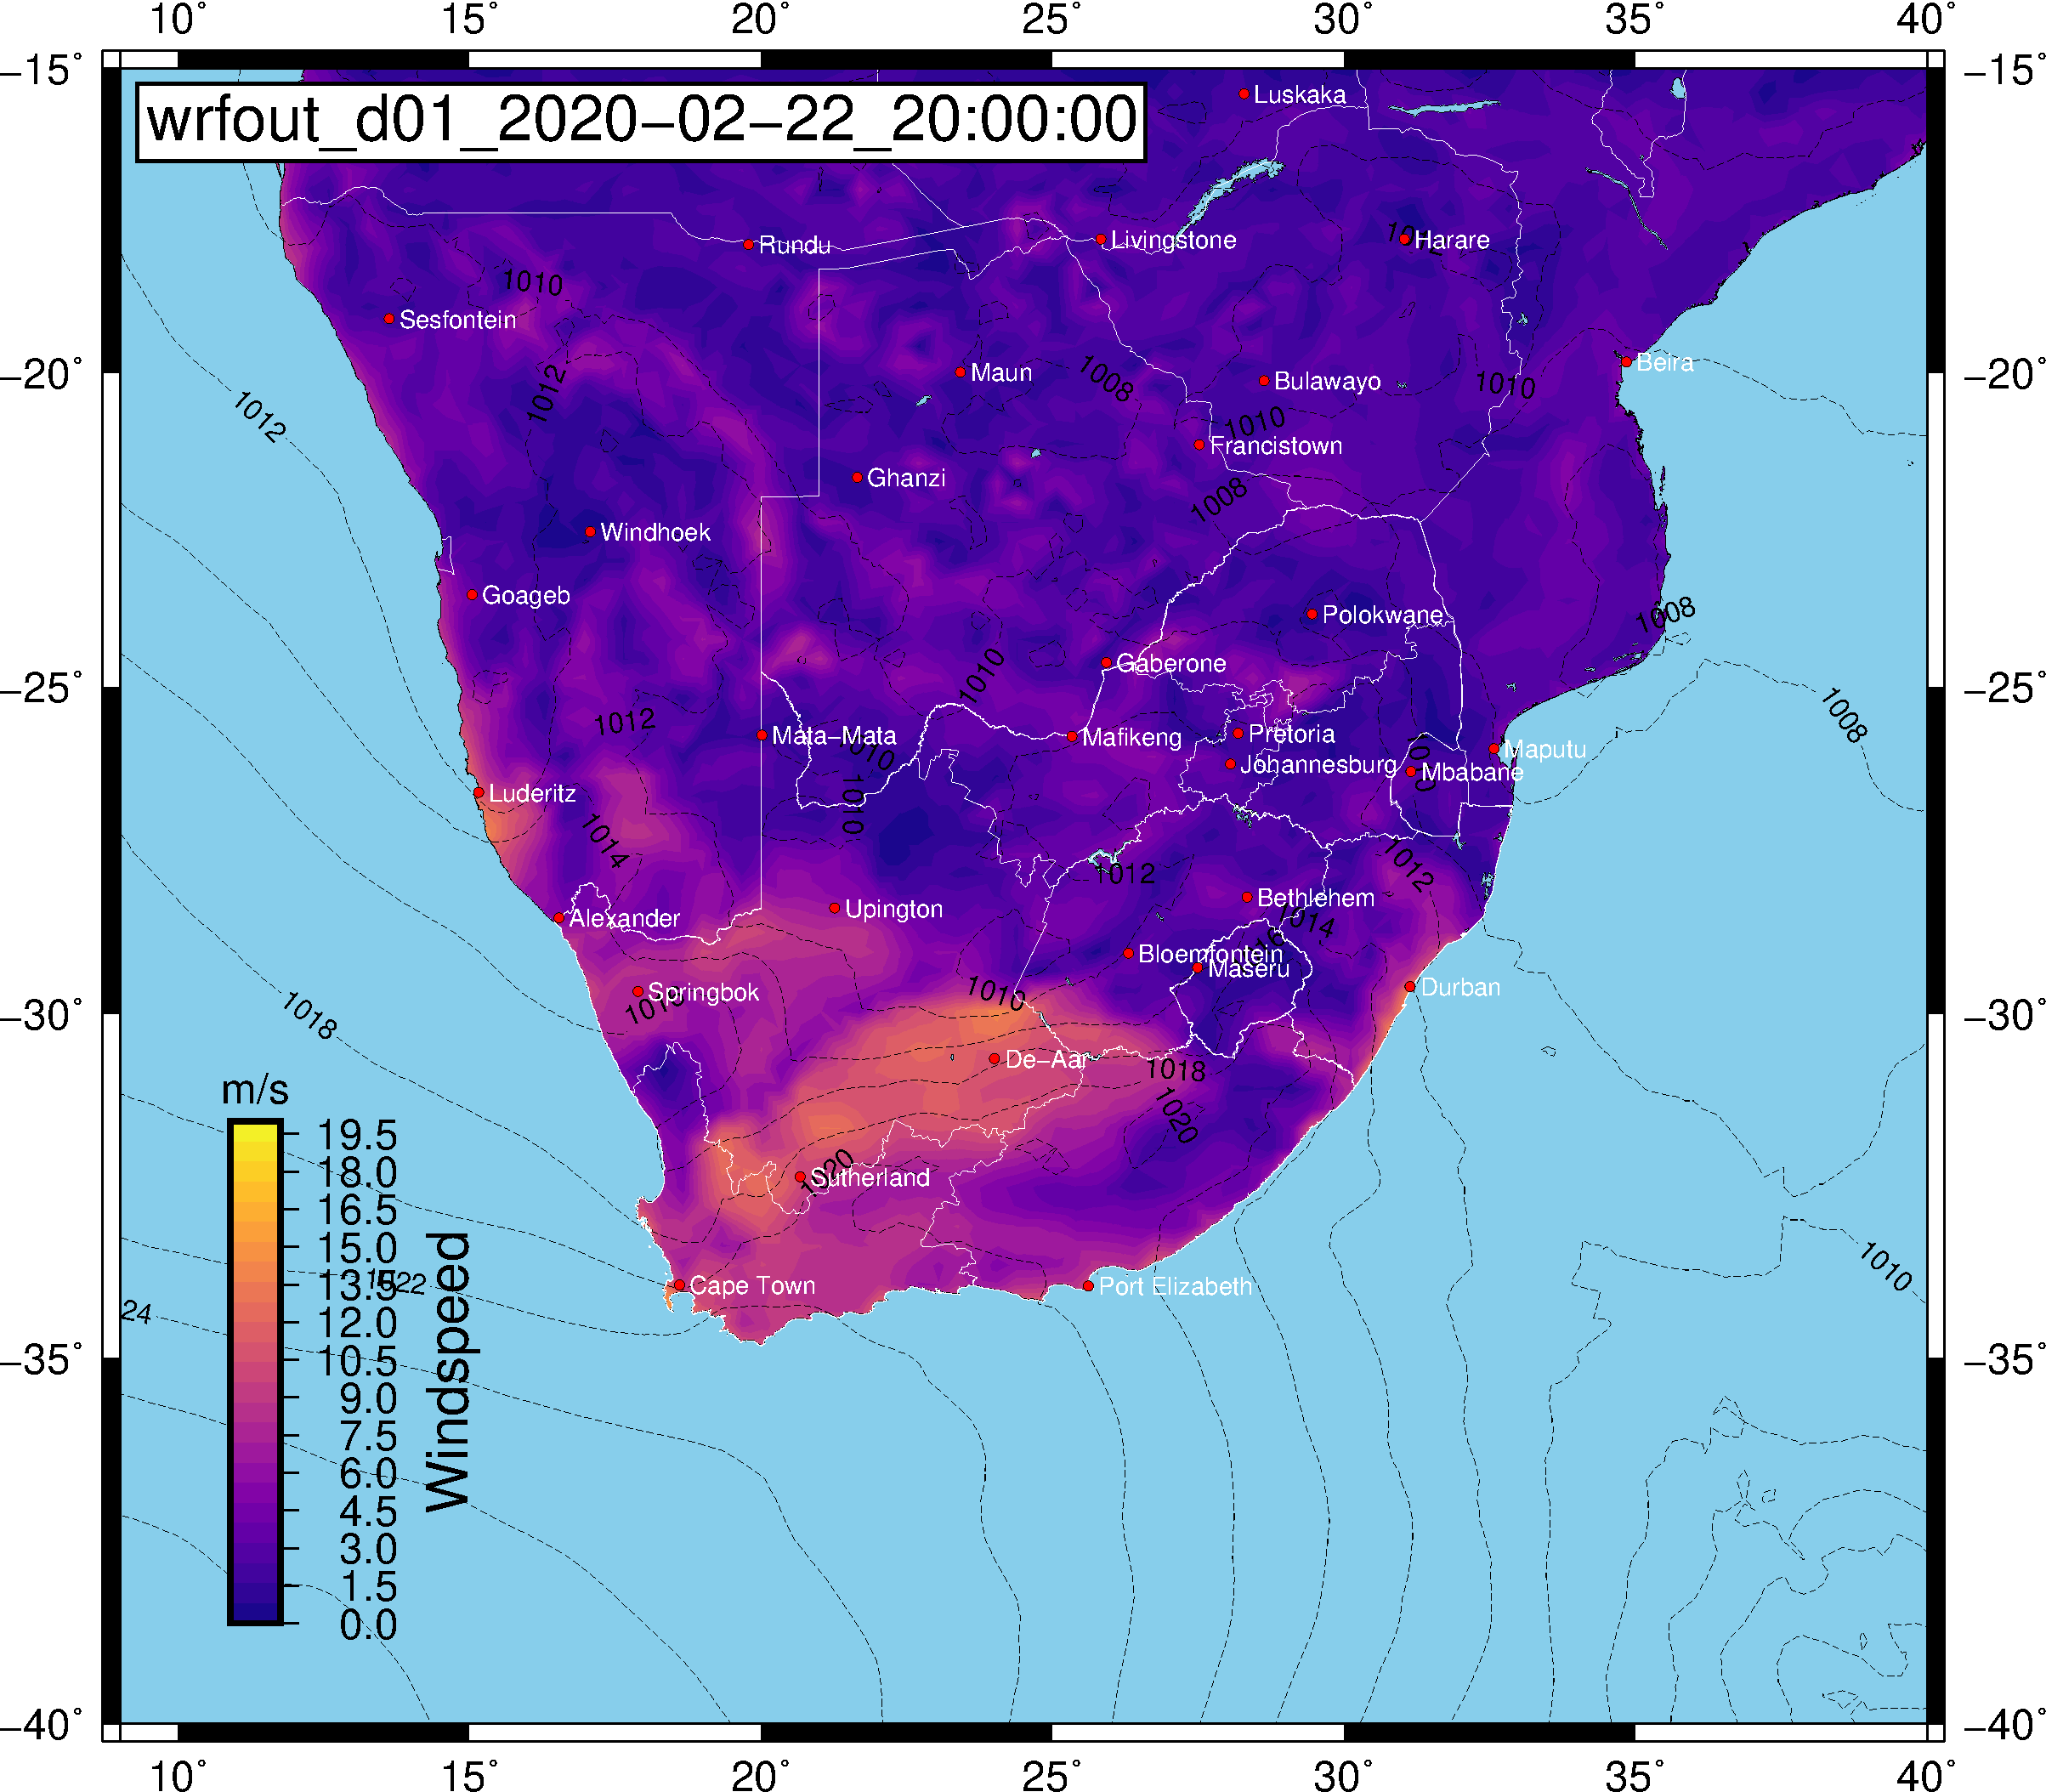 10° 15° 20° 25° 30° 35° 40°
−15° −15°
wrfout_d01_2020−02−22_20:00:00
Luskaka
Rundu
Livingstone
Harare
1010
Sesfontein
Beira
−20° −20°
Maun
1008
Bulawayo
1010
1012
1012
1010
Francistown
Ghanzi
1008
Windhoek
Goageb
Polokwane
1008
Gaberone
1010
−25° −25°
1008
1012
Mata−Mata
Mafikeng
Pretoria
Maputu
1010
Johannesburg
Mbabane
1010
Luderitz
1010
1014
1012
1012
Bethlehem
Upington
Alexander
1014
Bloemfontein
Maseru
Durban
Springbok
1010
1018
−30° −30°
De−Aar
1018
1020
m/s
19.5
18.0
16.5
15.0
13.5
12.0
10.5
9.0
7.5
6.0
4.5
3.0
1.5
0.0
Windspeed
Sutherland
1020
1010
Cape Town
Port Elizabeth
1522
24
−35° −35°
−40° −40°
10° 15° 20° 25° 30° 35° 40°